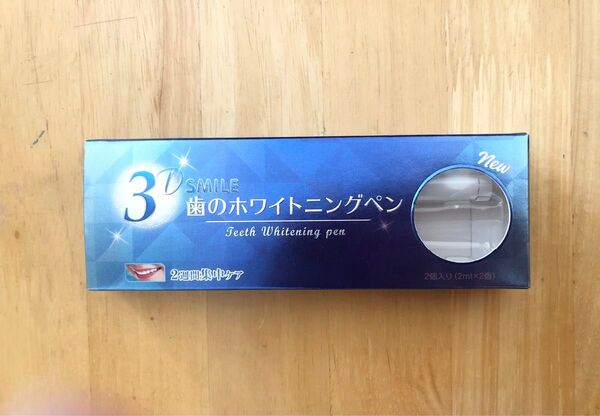 New
3D SMILE
歯のホワイトニングペン
Teeth Whitening pen
2週間集中ケア
2個入り(2ml×2個)